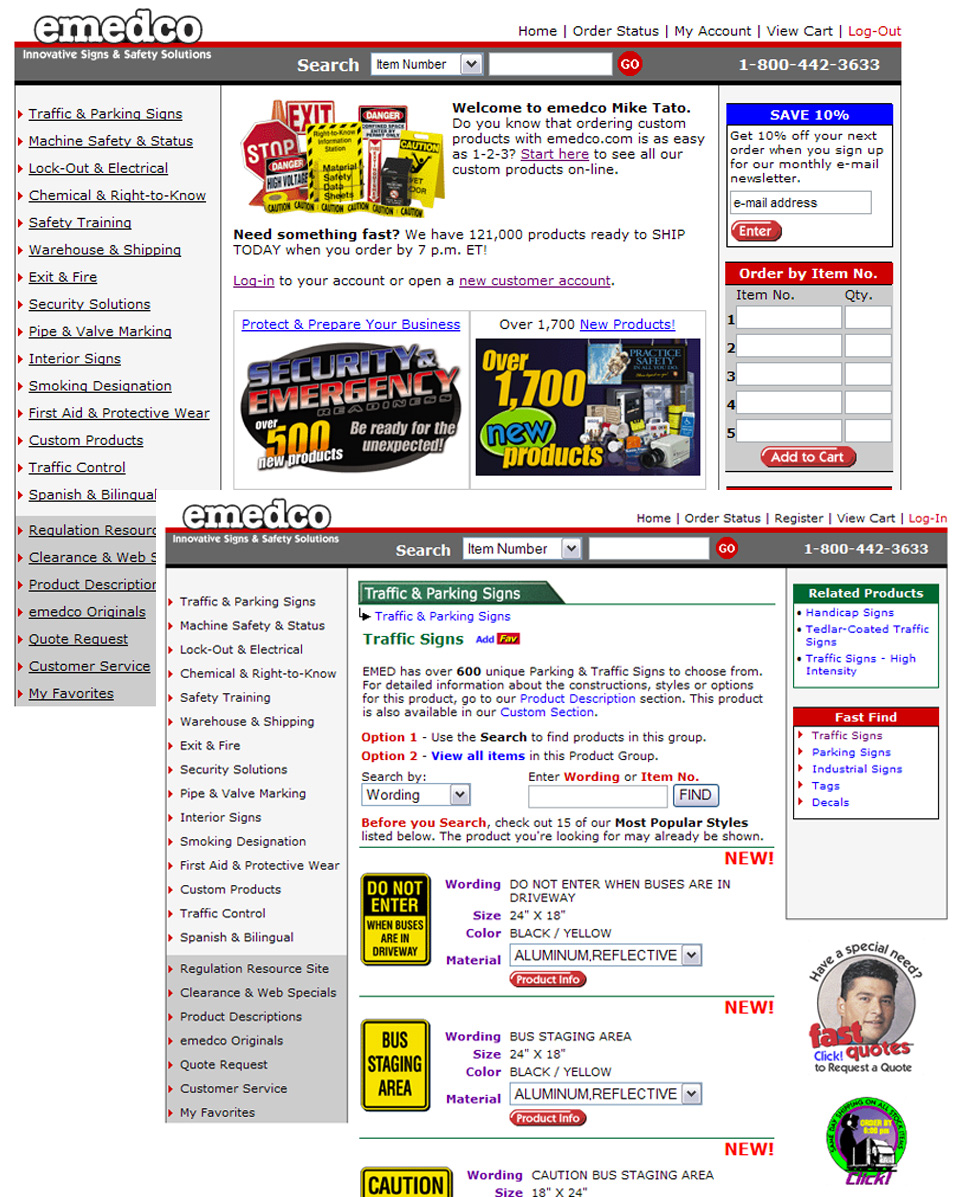 emedco
Innovative Signs & Safety Solutions
Home | Order Status | My Account | View Cart | Log-Out
Search Item Number GO 1-800-442-3633
Traffic & Parking Signs
Machine Safety & Status
Lock-Out & Electrical
Chemical & Right-to-Know
Safety Training
Warehouse & Shipping
Exit & Fire
Security Solutions
Pipe & Valve Marking
Interior Signs
Smoking Designation
First Aid & Protective Wear
Custom Products
Traffic Control
Spanish & Bilingual
Regulation Resourc
Clearance & Web S
Product Description
emedco Originals
Quote Request
Customer Service
My Favorites
EXIT
STOP
DANGER
HIGH VOLTAGE
Right-to-Know
Information
Station
Material
Safety
Data
Sheets
DANGER
CONFINED SPACE
ENTER BY
PERMIT ONLY
DANGER
CAUTION
WET
FLOOR
CAUTION CAUTION CAUTION CAUTION CAUTION
Welcome to emedco Mike Tato.
Do you know that ordering custom
products with emedco.com is as easy
as 1-2-3? Start here to see all our
custom products on-line.
Need something fast? We have 121,000 products ready to SHIP
TODAY when you order by 7 p.m. ET!
Log-in to your account or open a new customer account.
Protect & Prepare Your Business
SECURITY &
EMERGENCY
READINESS
over
500
new products
Be ready for the
unexpected!
Over 1,700 New Products!
Over
1,700
new
products
PRACTICE
SAFETY
IN ALL YOU DO.
SAVE 10%
Get 10% off your next
order when you sign up
for our monthly e-mail
newsletter.
e-mail address
Enter
Order by Item No.
Item No. Qty.
1
2
3
4
5
Add to Cart
emedco
Innovative Signs & Safety Solutions
Home | Order Status | Register | View Cart | Log-In
Search Item Number GO 1-800-442-3633
Traffic & Parking Signs
Machine Safety & Status
Lock-Out & Electrical
Chemical & Right-to-Know
Safety Training
Warehouse & Shipping
Exit & Fire
Security Solutions
Pipe & Valve Marking
Interior Signs
Smoking Designation
First Aid & Protective Wear
Custom Products
Traffic Control
Spanish & Bilingual
Regulation Resource Site
Clearance & Web Specials
Product Descriptions
emedco Originals
Quote Request
Customer Service
My Favorites
Traffic & Parking Signs
Traffic & Parking Signs
Traffic Signs Add Fav
EMED has over 600 unique Parking & Traffic Signs to choose from.
For detailed information about the constructions, styles or options
for this product, go to our Product Description section. This product
is also available in our Custom Section.
Option 1 - Use the Search to find products in this group.
Option 2 - View all items in this Product Group.
Search by: Enter Wording or Item No.
Wording FIND
Before you Search, check out 15 of our Most Popular Styles
listed below. The product you're looking for may already be shown.
NEW!
DO NOT
ENTER
WHEN BUSES
ARE IN
DRIVEWAY
Wording DO NOT ENTER WHEN BUSES ARE IN
DRIVEWAY
Size 24" X 18"
Color BLACK / YELLOW
Material ALUMINUM,REFLECTIVE
Product Info
NEW!
BUS
STAGING
AREA
Wording BUS STAGING AREA
Size 24" X 18"
Color BLACK / YELLOW
Material ALUMINUM,REFLECTIVE
Product Info
NEW!
CAUTION
Wording CAUTION BUS STAGING AREA
Size 18" X 24"
Related Products
Handicap Signs
Tedlar-Coated Traffic
Signs
Traffic Signs - High
Intensity
Fast Find
Traffic Signs
Parking Signs
Industrial Signs
Tags
Decals
Have a special need?
fast
Click! quotes
to Request a Quote
SAME DAY SHIPPING ON ALL STOCK ITEMS
ORDER BY
6:00 pm
Click!